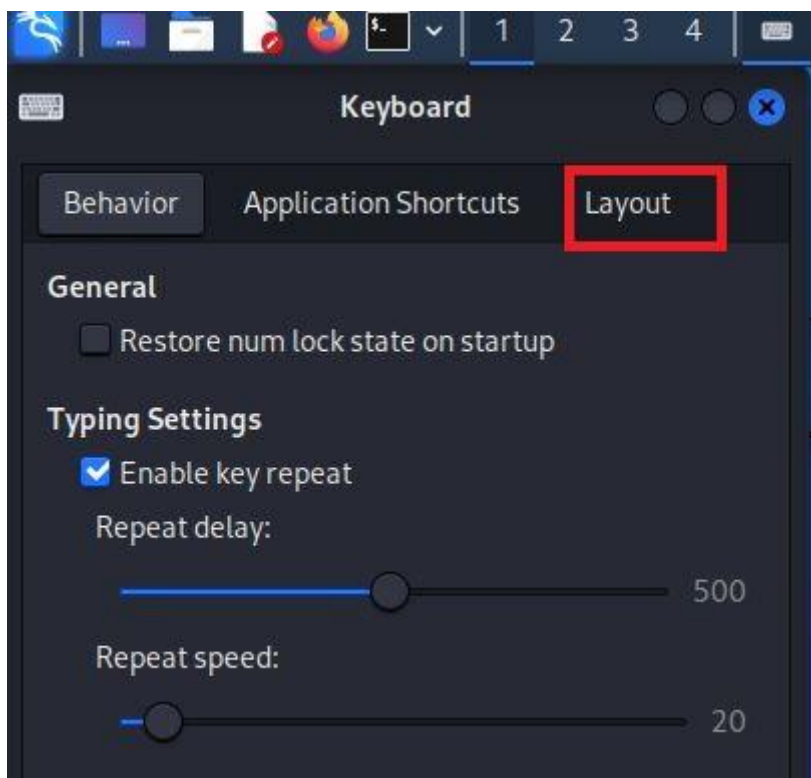 1 2 3 4
Keyboard
Behavior Application Shortcuts Layout
General
Restore num lock state on startup
Typing Settings
Enable key repeat
Repeat delay:
500
Repeat speed:
20